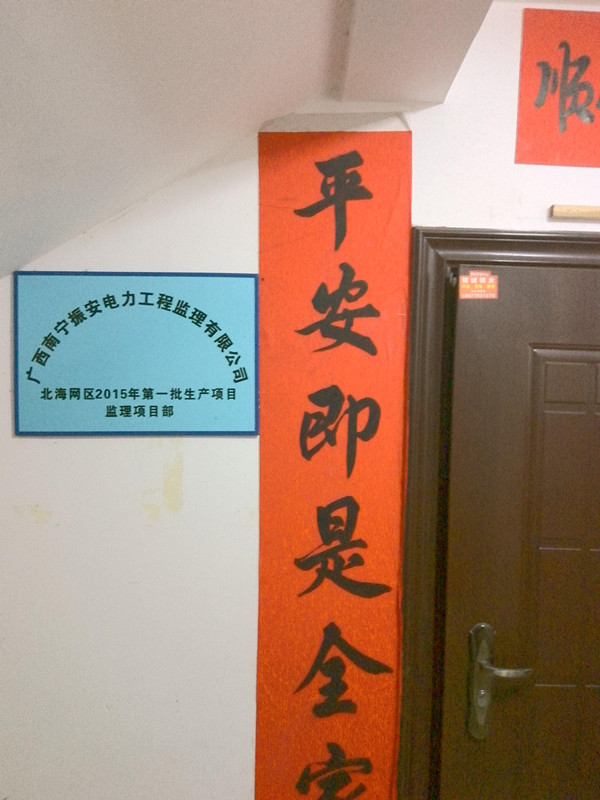 广西南宁振安电力工程监理有限公司
北海网区2015年第一批生产项目
监理项目部
平安即是全家
顺